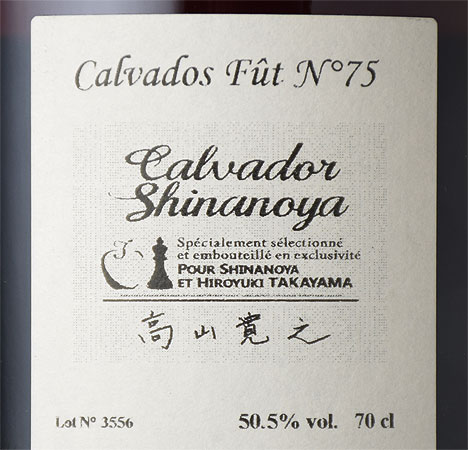 Calvados Fût N°75
Calvador
Shinanoya
Spécialement sélectionné
et embouteillé en exclusivité
POUR SHINANOYA
ET HIROYUKI TAKAYAMA
高山寛之
Lot N° 3556
50.5% vol. 70 cl